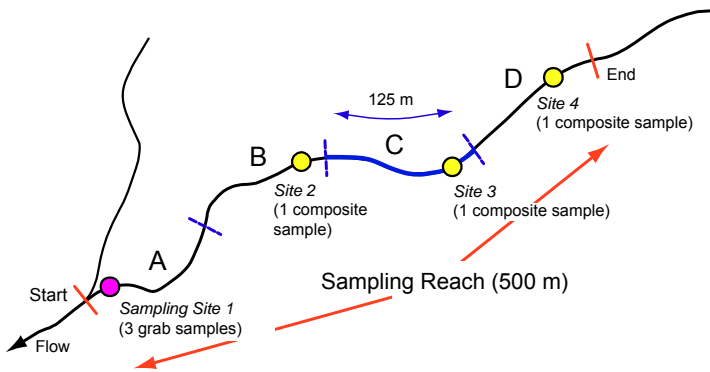 D
End
Site 4
(1 composite sample)
125 m
B
C
Site 2
(1 composite
sample)
Site 3
(1 composite sample)
A
Sampling Reach (500 m)
Start
Sampling Site 1
(3 grab samples)
Flow